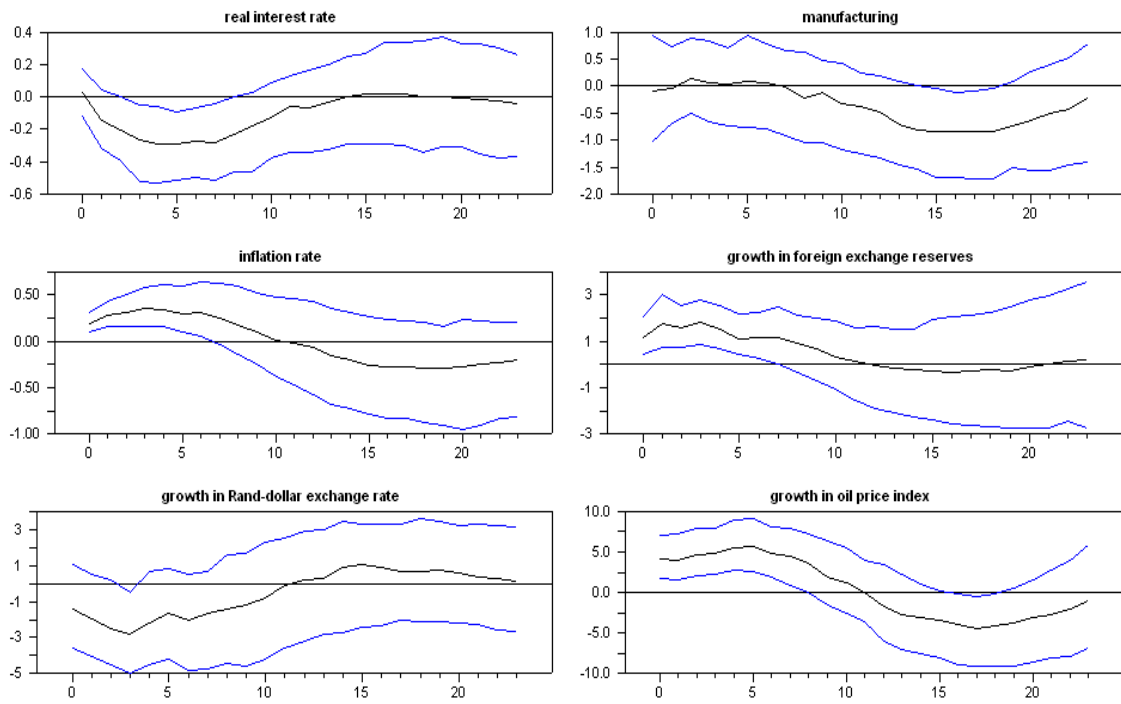 real interest rate
0.4
0.2
0.0
-0.2
-0.4
-0.6
0 5 10 15 20
manufacturing
1.0
0.5
0.0
-0.5
-1.0
-1.5
-2.0
0 5 10 15 20
inflation rate
0.50
0.00
-0.50
-1.00
0 5 10 15 20
growth in foreign exchange reserves
3
1
-1
-3
0 5 10 15 20
growth in Rand-dollar exchange rate
3
1
-1
-3
-5
0 5 10 15 20
growth in oil price index
10.0
5.0
0.0
-5.0
-10.0
0 5 10 15 20